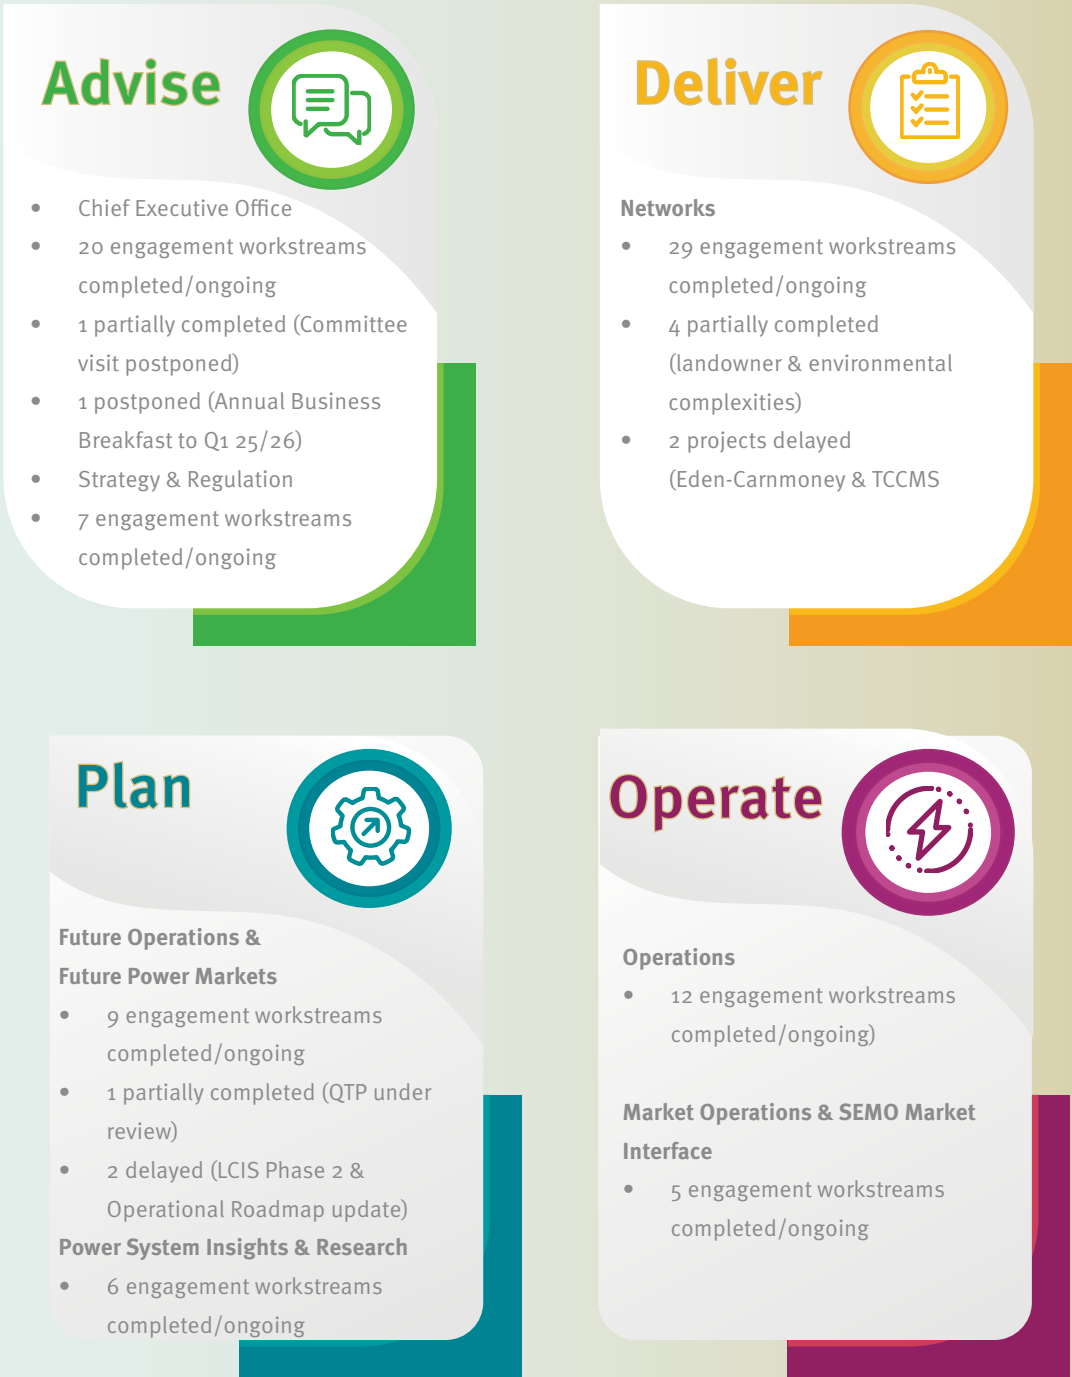 Advise
• Chief Executive Office
• 20 engagement workstreams
completed/ongoing
• 1 partially completed (Committee
visit postponed)
• 1 postponed (Annual Business
Breakfast to Q1 25/26)
• Strategy & Regulation
• 7 engagement workstreams
completed/ongoing
Deliver
Networks
• 29 engagement workstreams
completed/ongoing
• 4 partially completed
(landowner & environmental
complexities)
• 2 projects delayed
(Eden-Carnmoney & TCCMS
Plan
Future Operations &
Future Power Markets
• 9 engagement workstreams
completed/ongoing
• 1 partially completed (QTP under
review)
• 2 delayed (LCIS Phase 2 &
Operational Roadmap update)
Power System Insights & Research
• 6 engagement workstreams
completed/ongoing
Operate
Operations
• 12 engagement workstreams
completed/ongoing)
Market Operations & SEMO Market
Interface
• 5 engagement workstreams
completed/ongoing